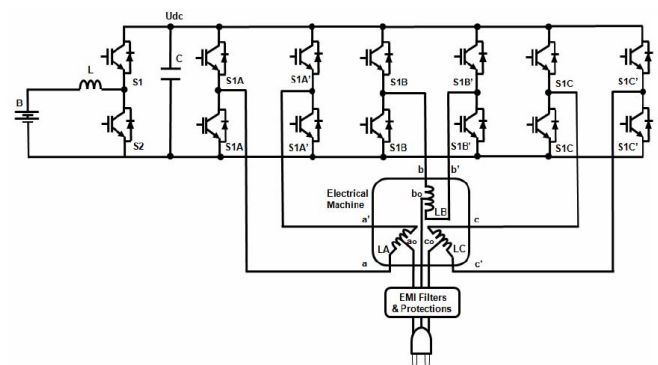 Udc
L
C
B
S1
S1A
S1A'
S1B
S1B'
S1C
S1C'
S2
S1A
S1A'
S1B
S1B'
S1C
S1C'
b
b'
Electrical
Machine
bo
LB
a'
c
LA
ao
co
LC
a
c'
EMI Filters
& Protections